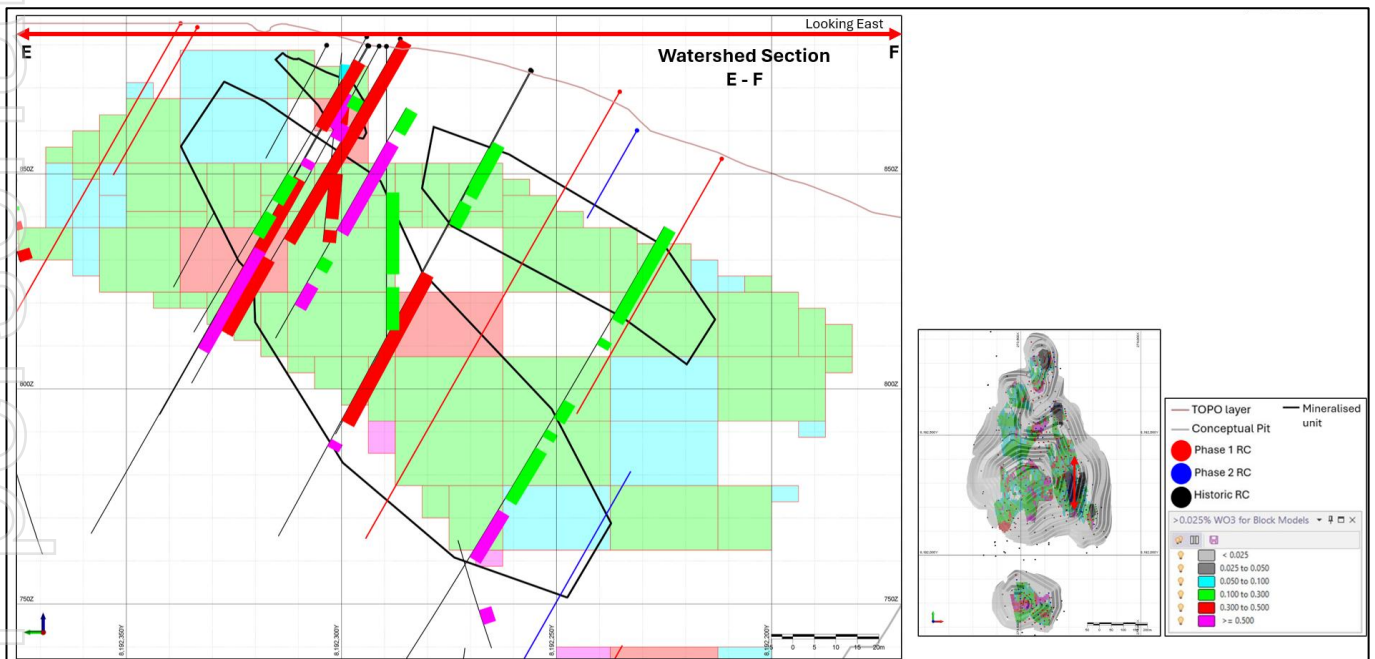 Looking East
E
F
Watershed Section
E - F
850Z
850Z
800Z
800Z
750Z
750Z
8,192,350Y
8,192,300Y
8,192,250Y
8,192,200Y
5 0 5 10 15 20m
TOPO layer
Mineralised unit
Conceptual Pit
Phase 1 RC
Phase 2 RC
Historic RC
>0.025% WO3 for Block Models
< 0.025
0.025 to 0.050
0.050 to 0.100
0.100 to 0.300
0.300 to 0.500
>= 0.500